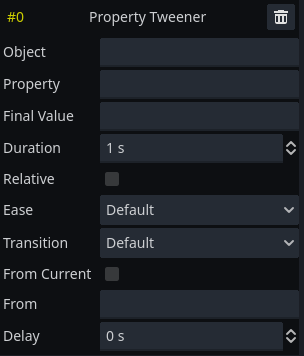 #0 Property Tweener
Object
Property
Final Value
Duration 1 s
Relative
Ease Default
Transition Default
From Current
From
Delay 0 s